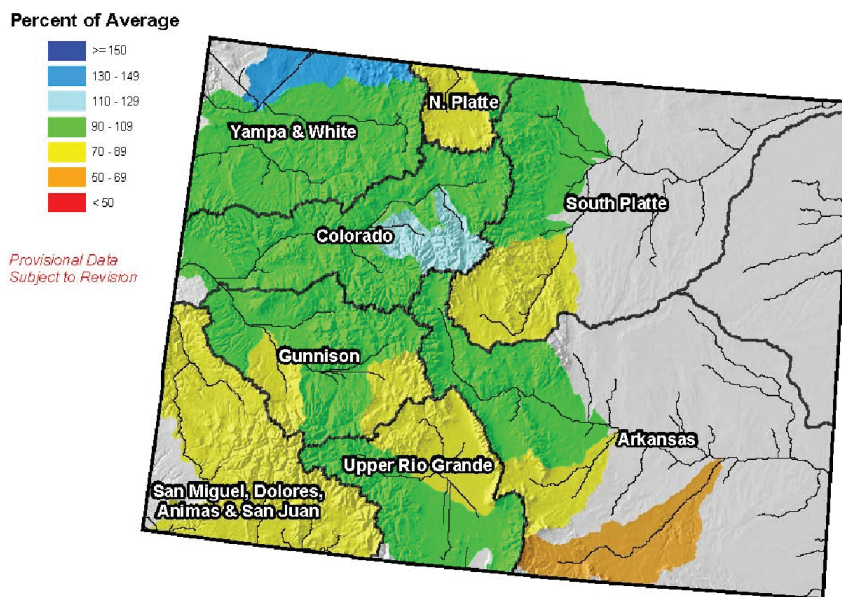 Percent of Average
>= 150
130 - 149
110 - 129
90 - 109
70 - 89
50 - 69
< 50
Provisional Data
Subject to Revision
N. Platte
Yampa & White
South Platte
Colorado
Gunnison
Arkansas
Upper Rio Grande
San Miguel, Dolores,
Animas & San Juan